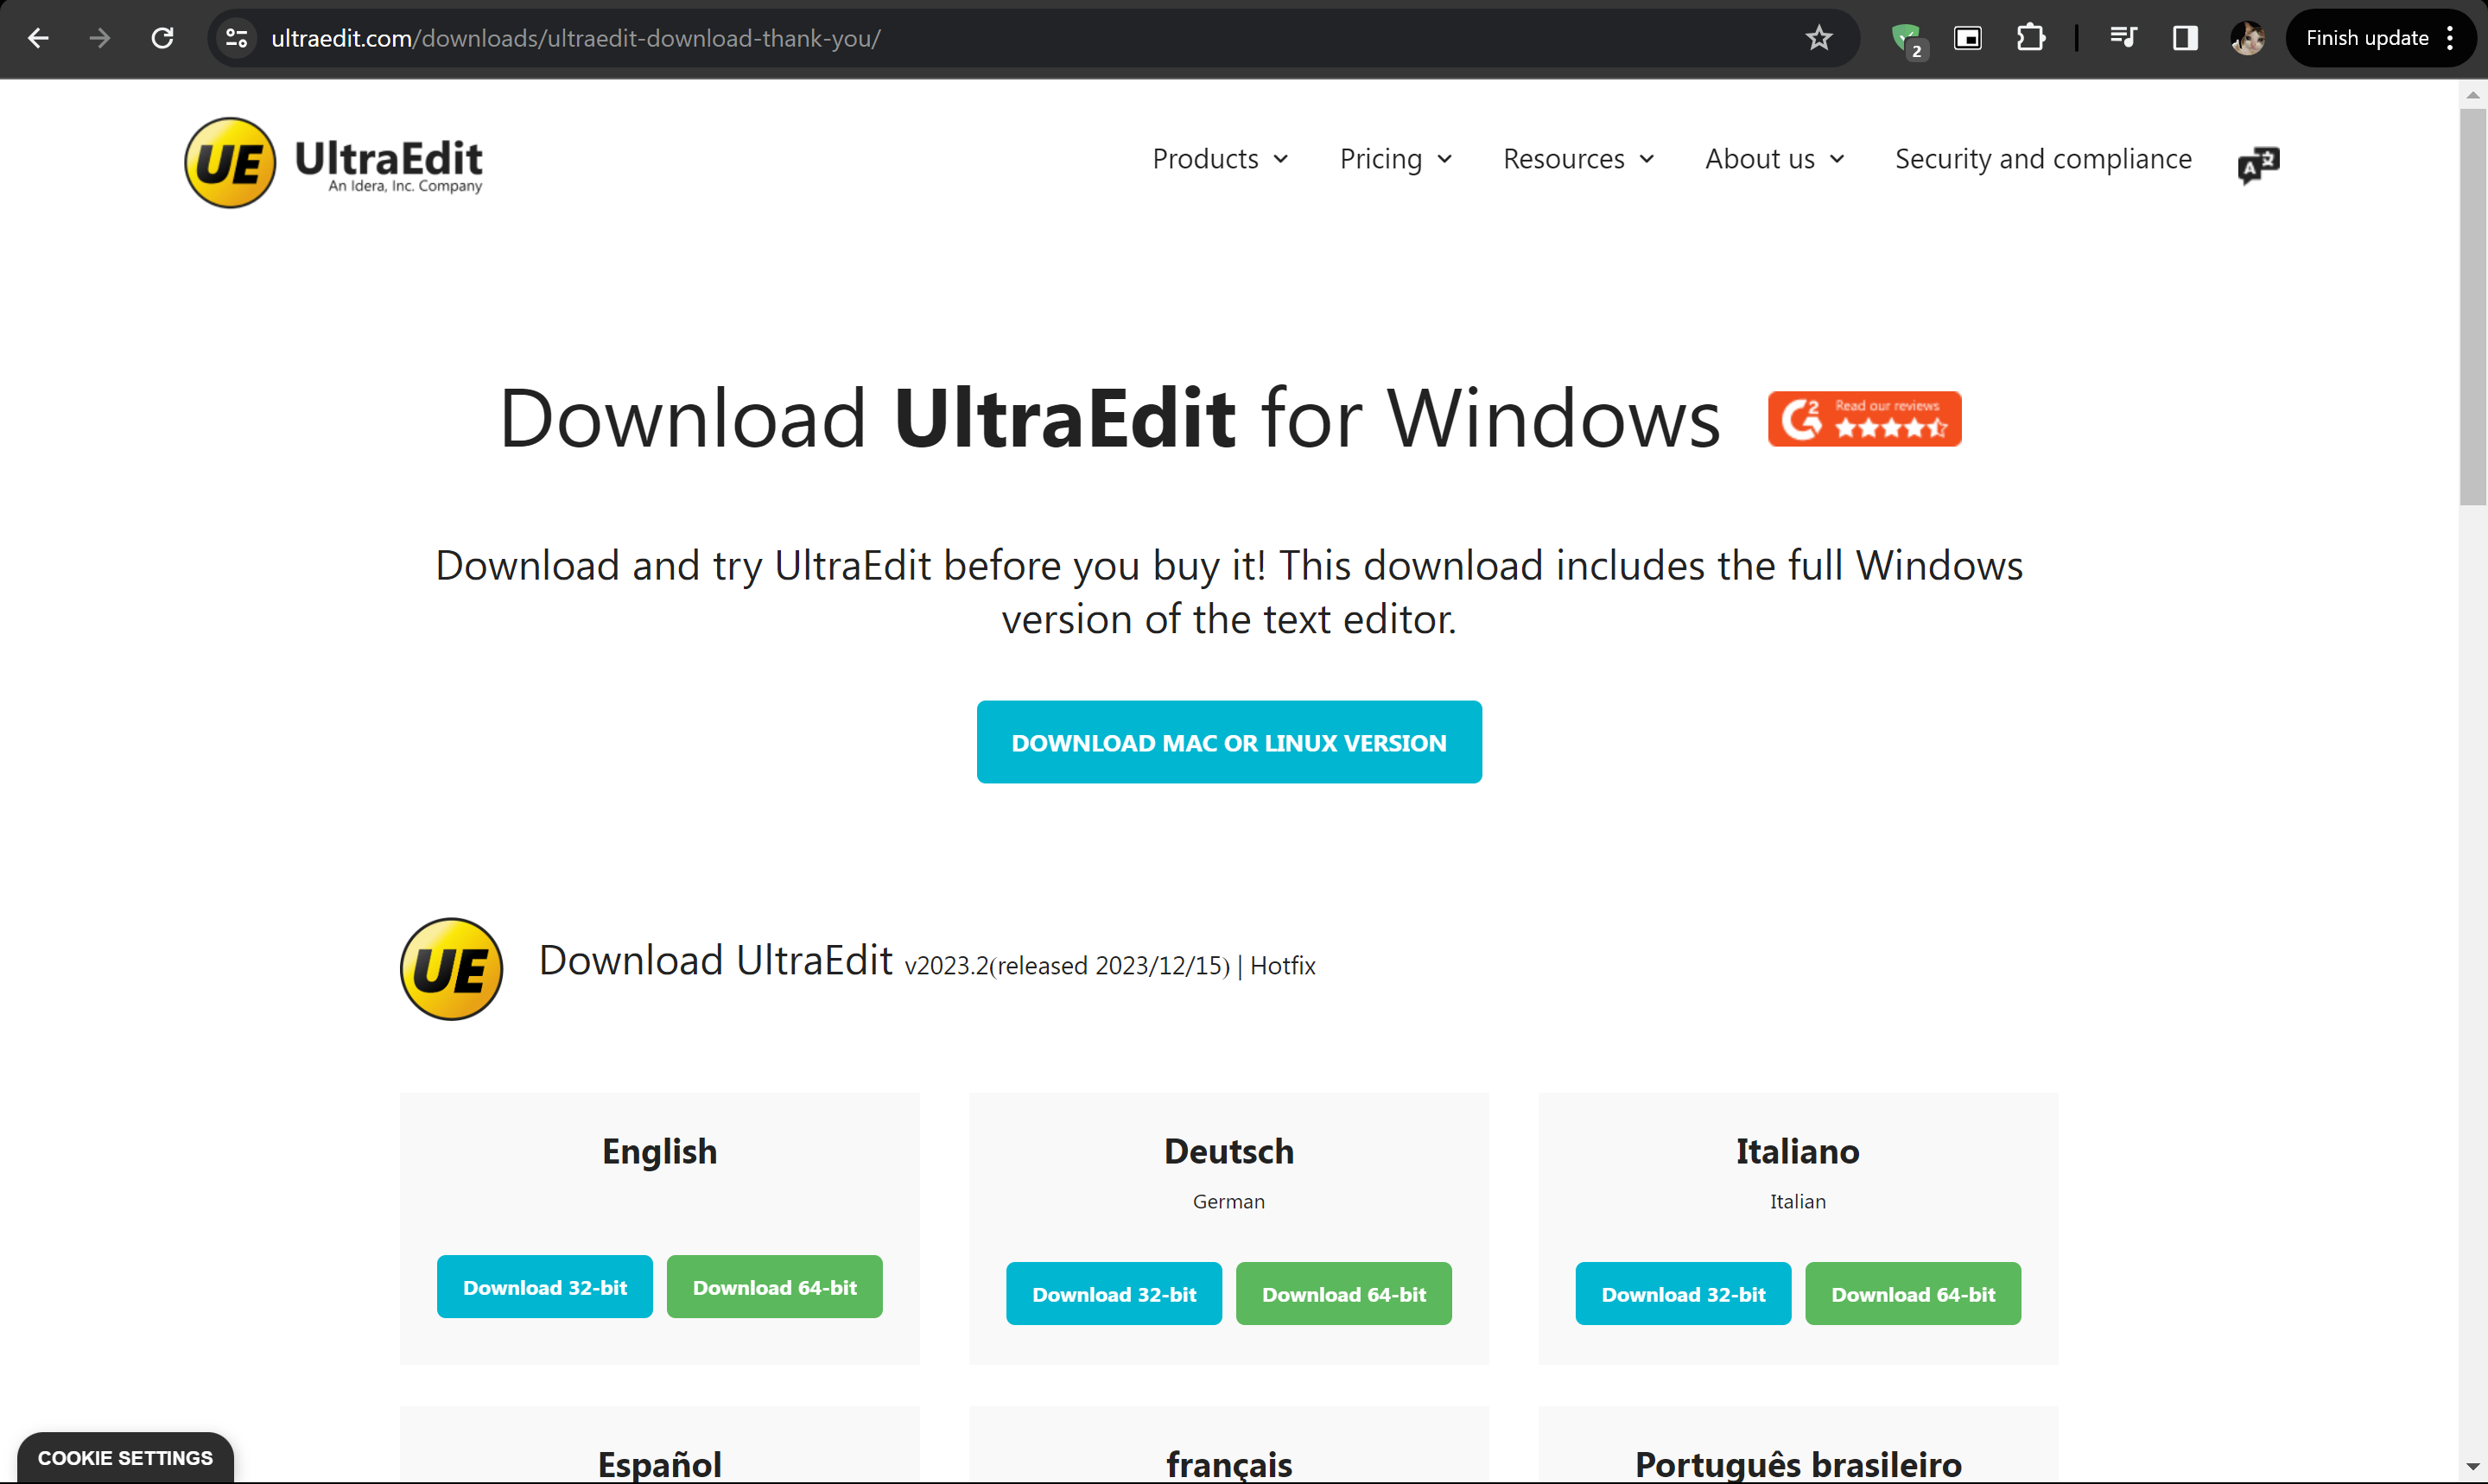 ultraedit.com/downloads/ultraedit-download-thank-you/
2
Finish update
UE UltraEdit
An Idera, Inc. Company
Products Pricing Resources About us Security and compliance
Download UltraEdit for Windows
G2 Read our reviews
Download and try UltraEdit before you buy it! This download includes the full Windows
version of the text editor.
DOWNLOAD MAC OR LINUX VERSION
UE Download UltraEdit v2023.2(released 2023/12/15) | Hotfix
English
Download 32-bit Download 64-bit
Deutsch
German
Download 32-bit Download 64-bit
Italiano
Italian
Download 32-bit Download 64-bit
Español
français
Português brasileiro
COOKIE SETTINGS